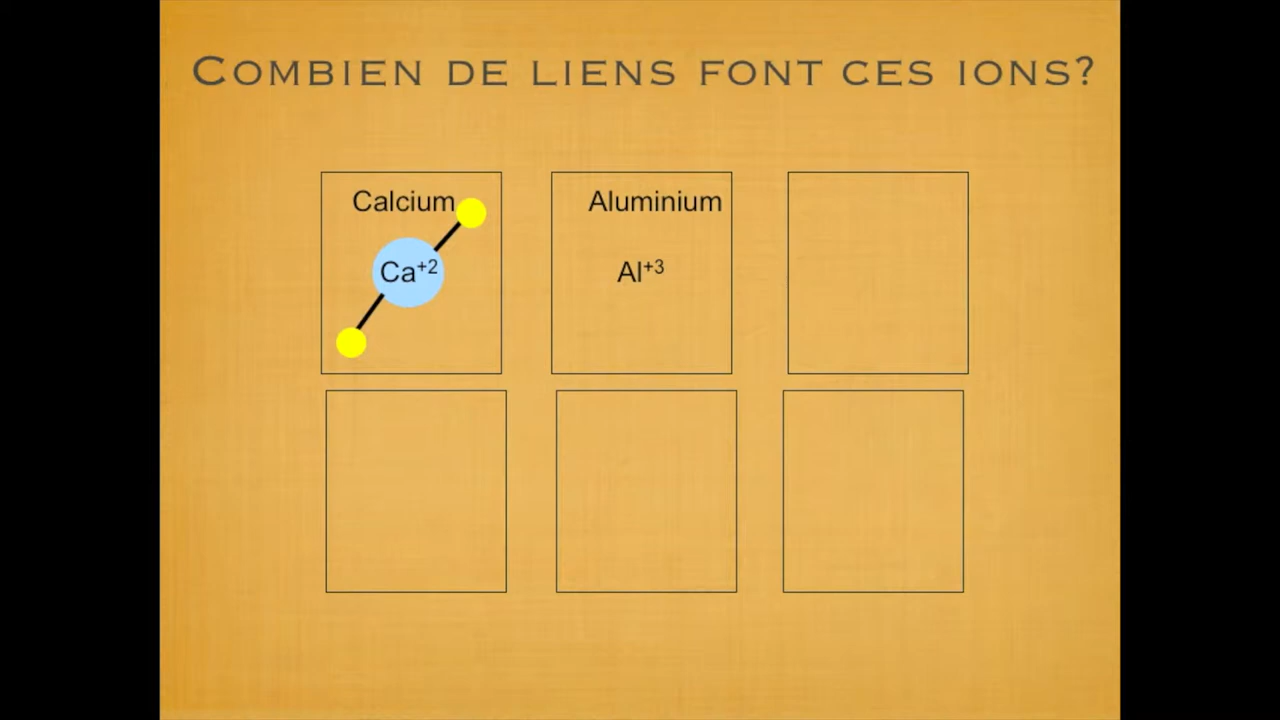 COMBIEN DE LIENS FONT CES IONS?
Calcium
Ca⁺²
Aluminium
Al⁺³